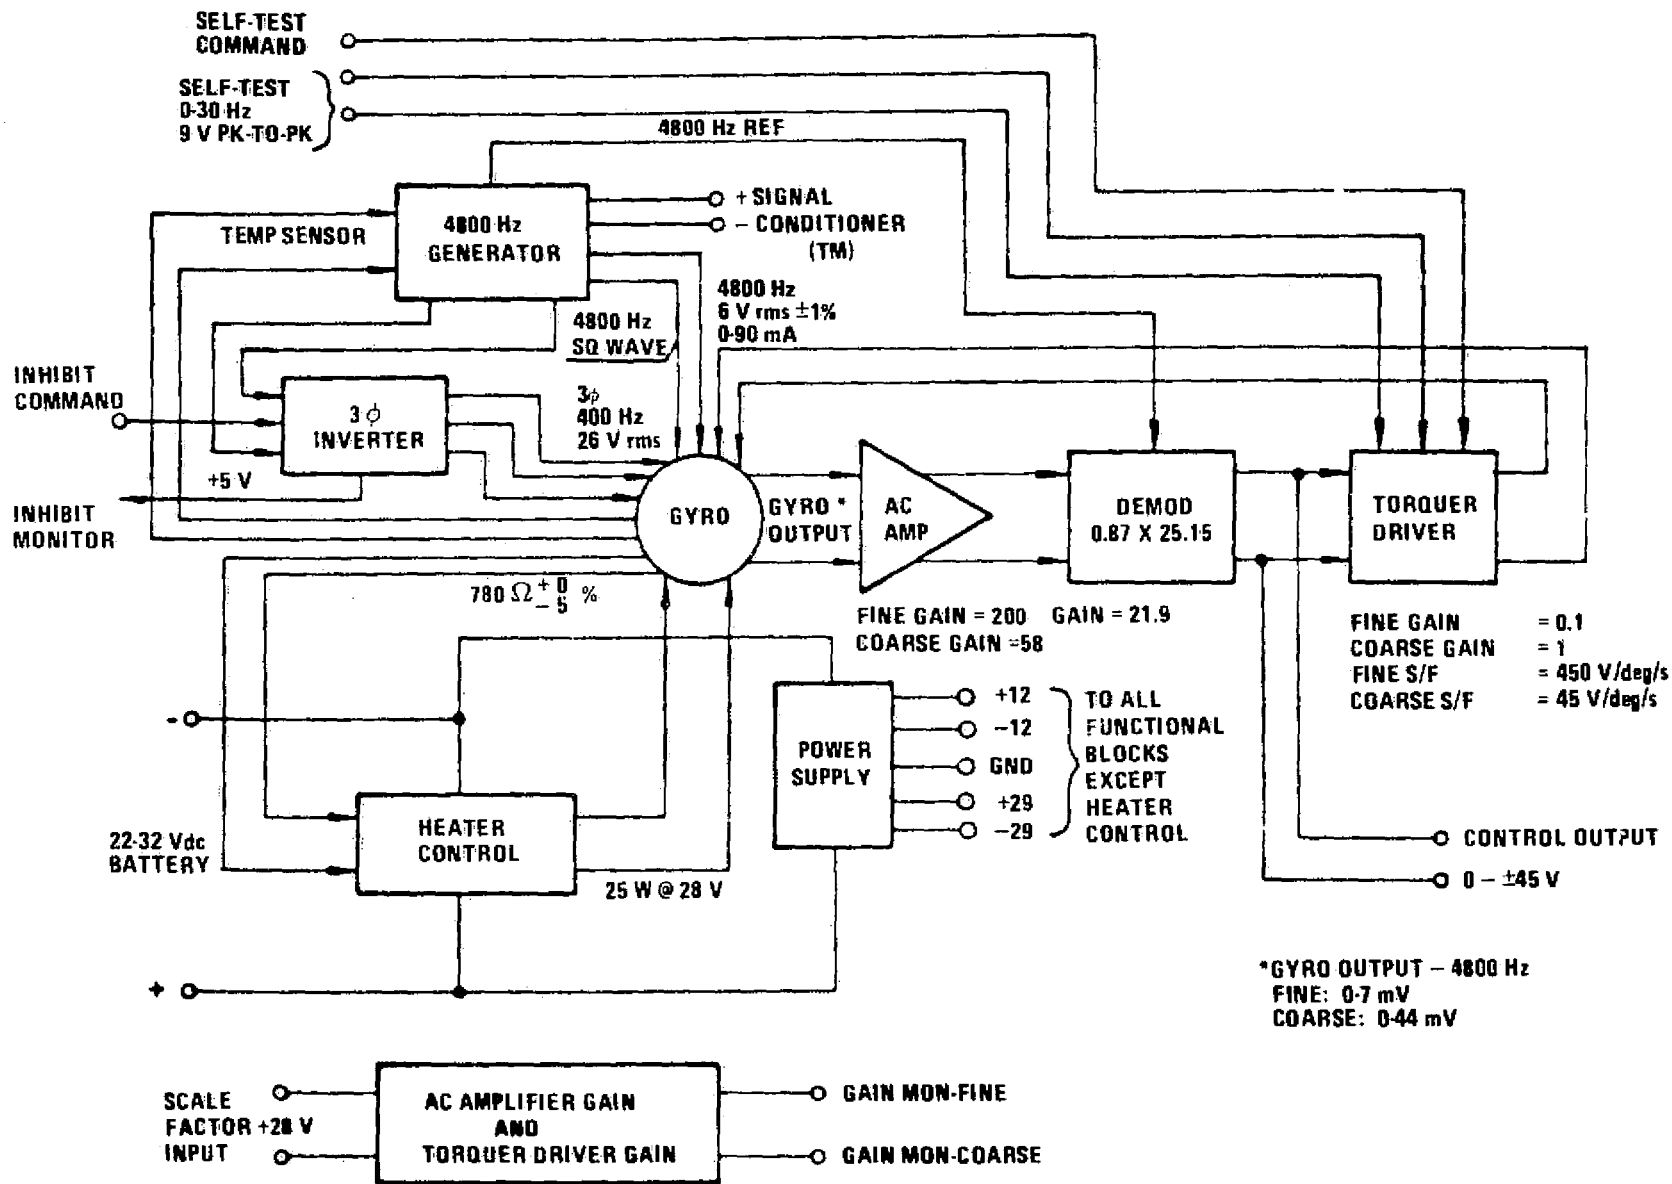 SELF-TEST
COMMAND
SELF-TEST
0-30 Hz
9 V PK-TO-PK
4800 Hz REF
4800 Hz
GENERATOR
TEMP SENSOR
+ SIGNAL
- CONDITIONER
(TM)
4800 Hz
SQ WAVE
4800 Hz
6 V rms ±1%
0-90 mA
INHIBIT
COMMAND
3 ϕ
INVERTER
3ϕ
400 Hz
26 V rms
+5 V
INHIBIT
MONITOR
GYRO
GYRO *
OUTPUT
AC
AMP
DEMOD
0.87 X 25.15
TORQUER
DRIVER
780 Ω + 0 - 5 %
FINE GAIN = 200
COARSE GAIN =58
GAIN = 21.9
FINE GAIN = 0.1
COARSE GAIN = 1
FINE S/F = 450 V/deg/s
COARSE S/F = 45 V/deg/s
-
POWER
SUPPLY
+12
-12
GND
+29
-29
TO ALL
FUNCTIONAL
BLOCKS
EXCEPT
HEATER
CONTROL
22-32 Vdc
BATTERY
HEATER
CONTROL
25 W @ 28 V
CONTROL OUTPUT
0 - ±45 V
+
*GYRO OUTPUT - 4800 Hz
FINE: 0-7 mV
COARSE: 0-44 mV
SCALE
FACTOR +28 V
INPUT
AC AMPLIFIER GAIN
AND
TORQUER DRIVER GAIN
GAIN MON-FINE
GAIN MON-COARSE